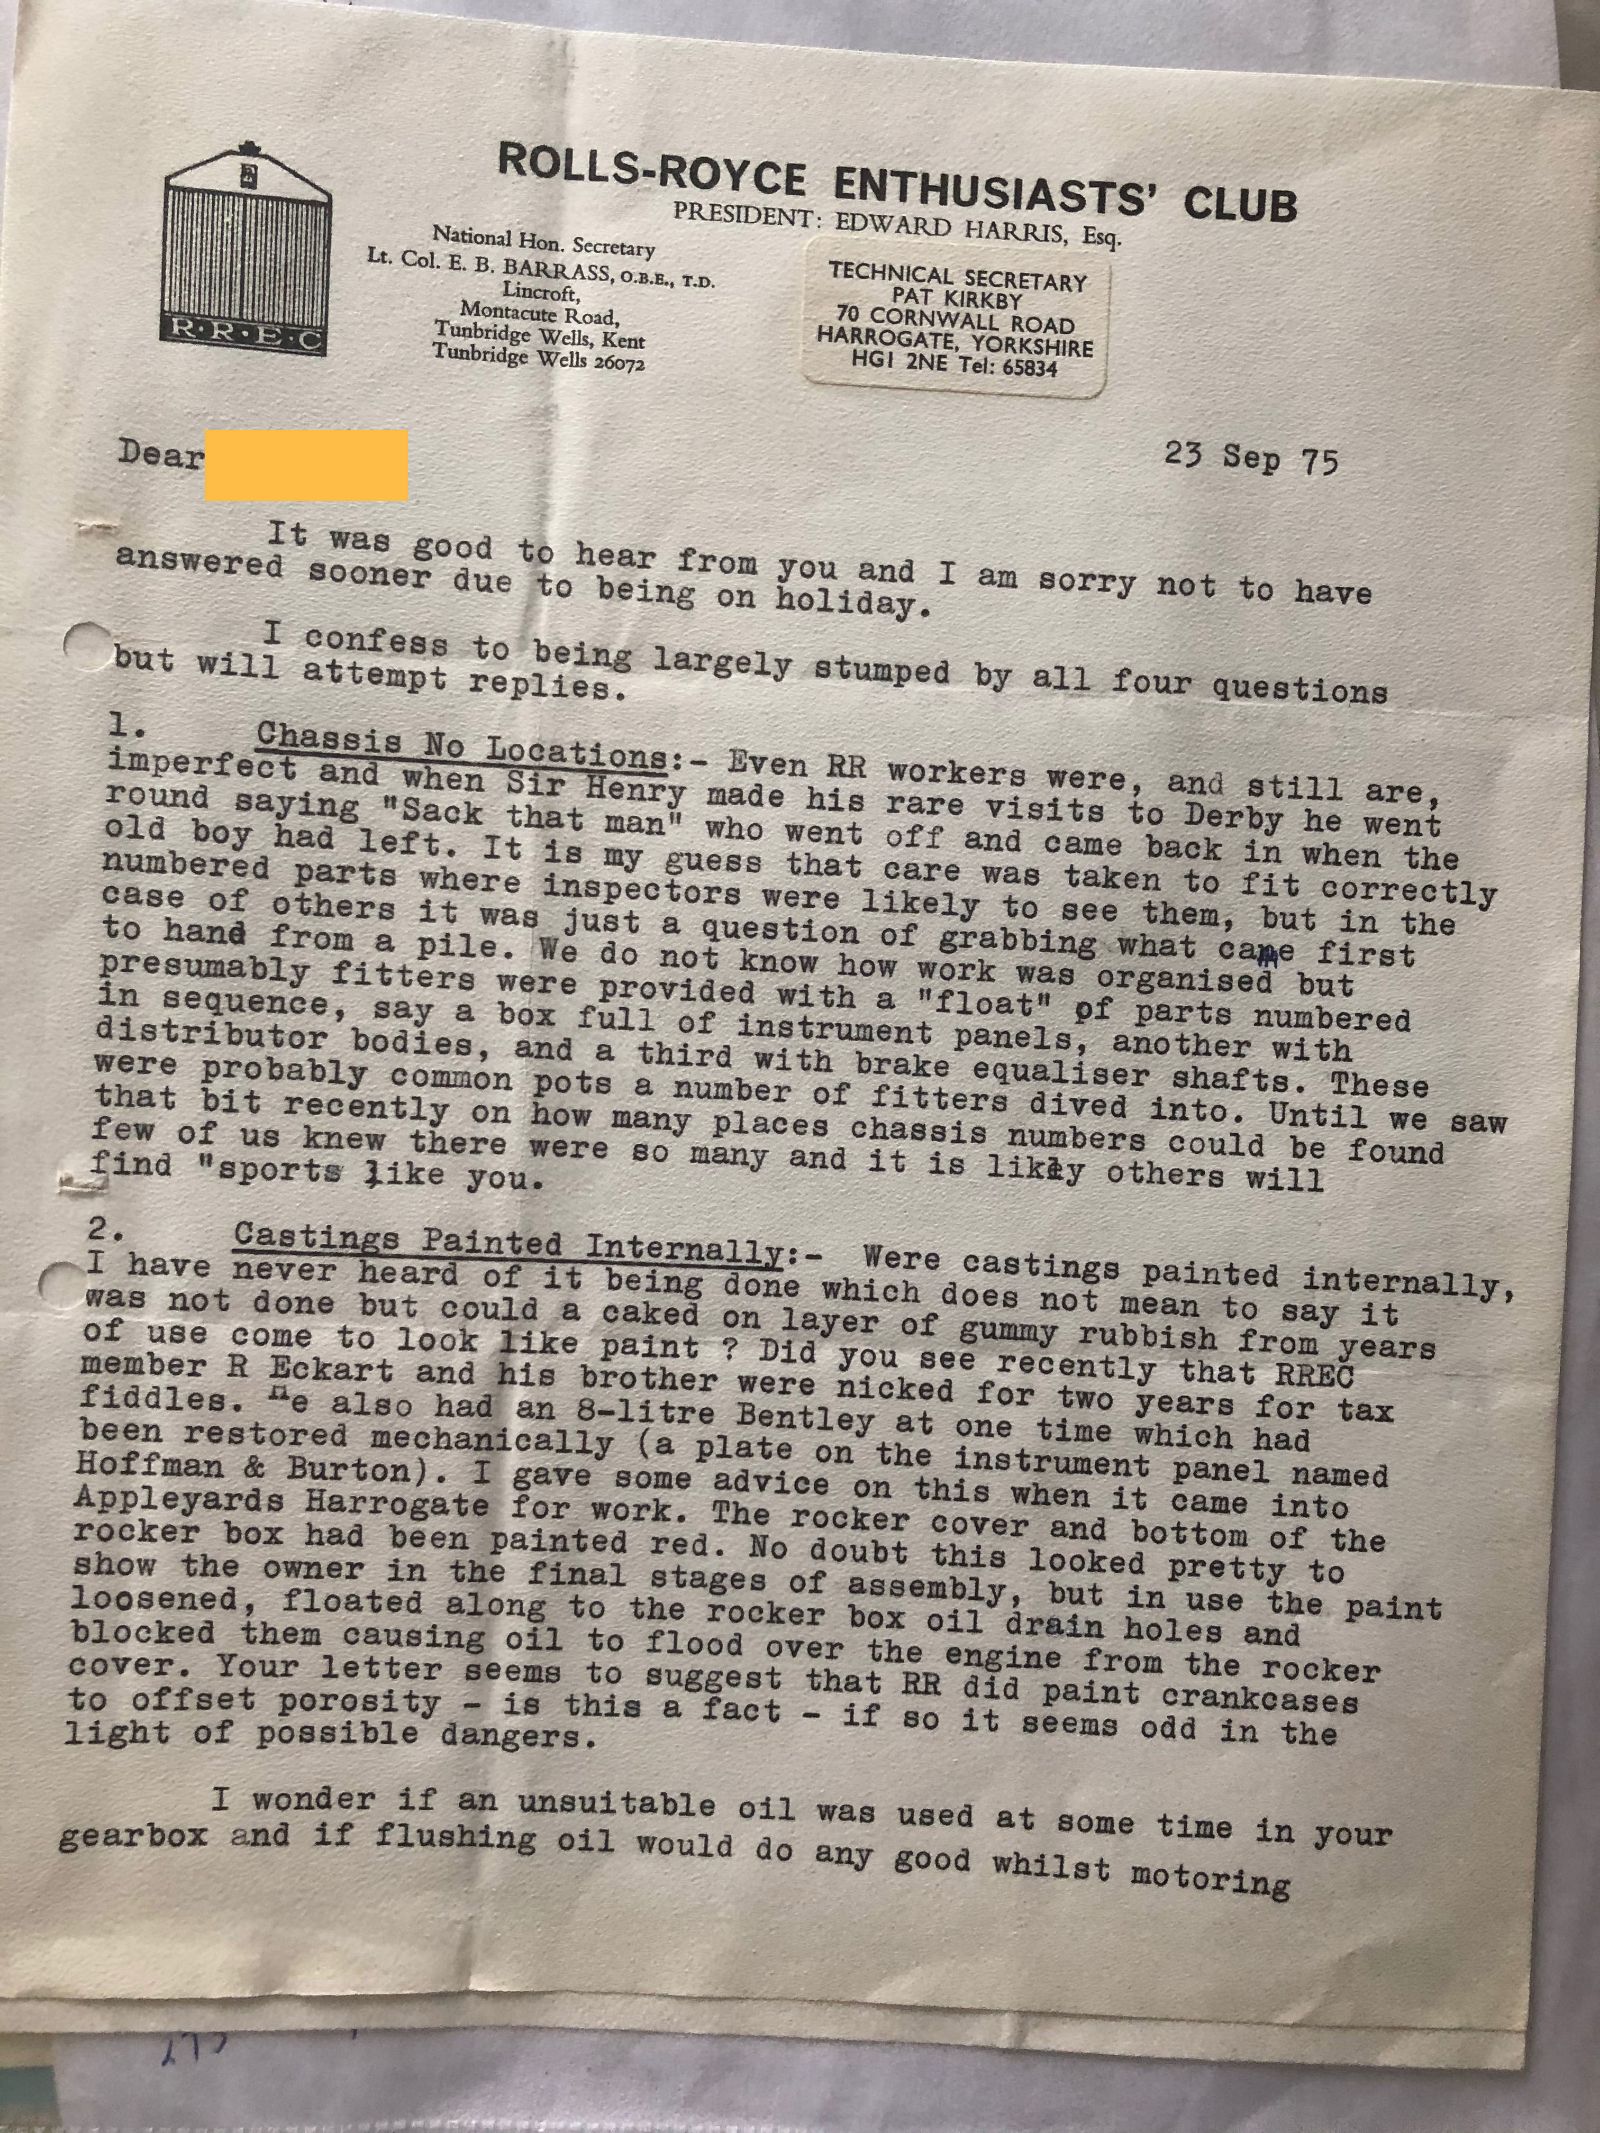 ROLLS-ROYCE ENTHUSIASTS' CLUB
PRESIDENT: EDWARD HARRIS, Esq.
R·R·E·C
National Hon. Secretary
Lt. Col. E. B. BARRASS, O.B.E., T.D.
Lincroft,
Montacute Road,
Tunbridge Wells, Kent
Tunbridge Wells 26072
TECHNICAL SECRETARY
PAT KIRKBY
70 CORNWALL ROAD
HARROGATE, YORKSHIRE
HG1 2NE Tel: 65834
Dear
23 Sep 75
It was good to hear from you and I am sorry not to have
answered sooner due to being on holiday.
I confess to being largely stumped by all four questions
but will attempt replies.
1. Chassis No Locations:- Even RR workers were, and still are,
imperfect and when Sir Henry made his rare visits to Derby he went
round saying "Sack that man" who went off and came back in when the
old boy had left. It is my guess that care was taken to fit correctly
numbered parts where inspectors were likely to see them, but in the
case of others it was just a question of grabbing what came first
to hand from a pile. We do not know how work was organised but
presumably fitters were provided with a "float" of parts numbered
in sequence, say a box full of instrument panels, another with
distributor bodies, and a third with brake equaliser shafts. These
were probably common pots a number of fitters dived into. Until we saw
that bit recently on how many places chassis numbers could be found
few of us knew there were so many and it is likly others will
find "sports like you.
2. Castings Painted Internally:- Were castings painted internally,
I have never heard of it being done which does not mean to say it
was not done but could a caked on layer of gummy rubbish from years
of use come to look like paint ? Did you see recently that RREC
member R Eckart and his brother were nicked for two years for tax
fiddles. He also had an 8-litre Bentley at one time which had
been restored mechanically (a plate on the instrument panel named
Hoffman & Burton). I gave some advice on this when it came into
Appleyards Harrogate for work. The rocker cover and bottom of the
rocker box had been painted red. No doubt this looked pretty to
show the owner in the final stages of assembly, but in use the paint
loosened, floated along to the rocker box oil drain holes and
blocked them causing oil to flood over the engine from the rocker
cover. Your letter seems to suggest that RR did paint crankcases
to offset porosity - is this a fact - if so it seems odd in the
light of possible dangers.
I wonder if an unsuitable oil was used at some time in your
gearbox and if flushing oil would do any good whilst motoring